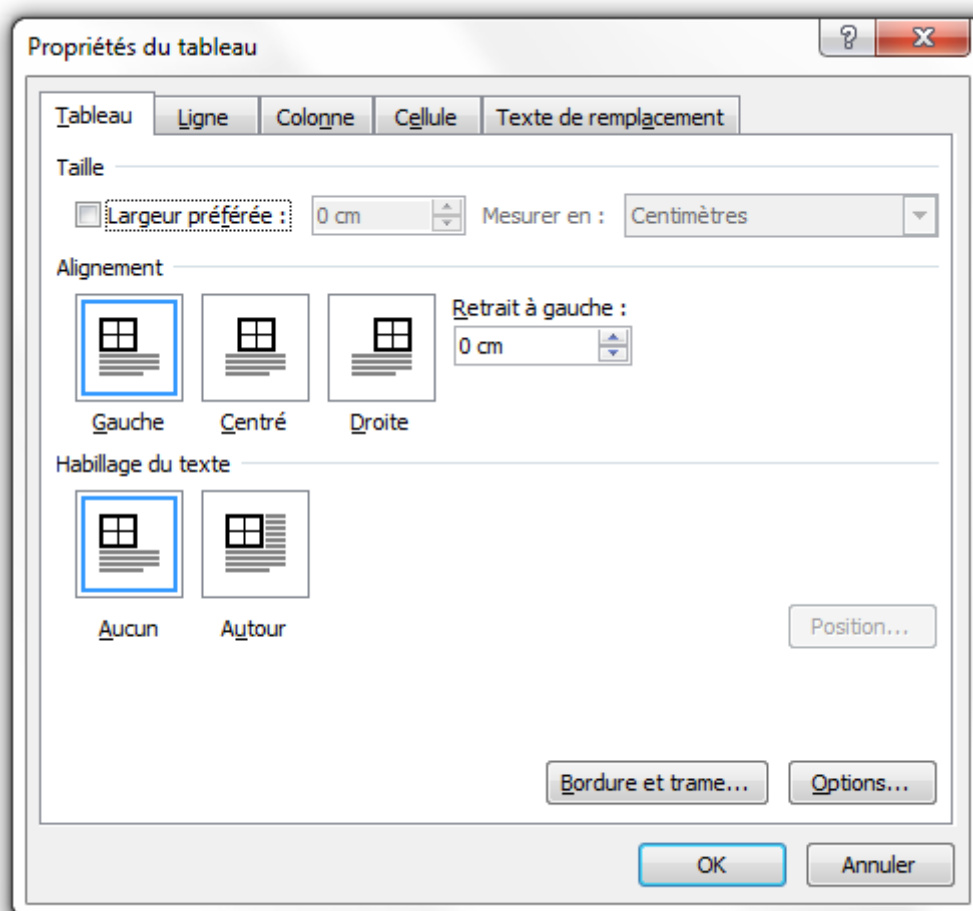 Propriétés du tableau
Tableau Ligne Colonne Cellule Texte de remplacement
Taille
Largeur préférée : 0 cm Mesurer en : Centimètres
Alignement
Retrait à gauche :
0 cm
Gauche Centré Droite
Habillage du texte
Aucun Autour Position...
Bordure et trame... Options...
OK Annuler